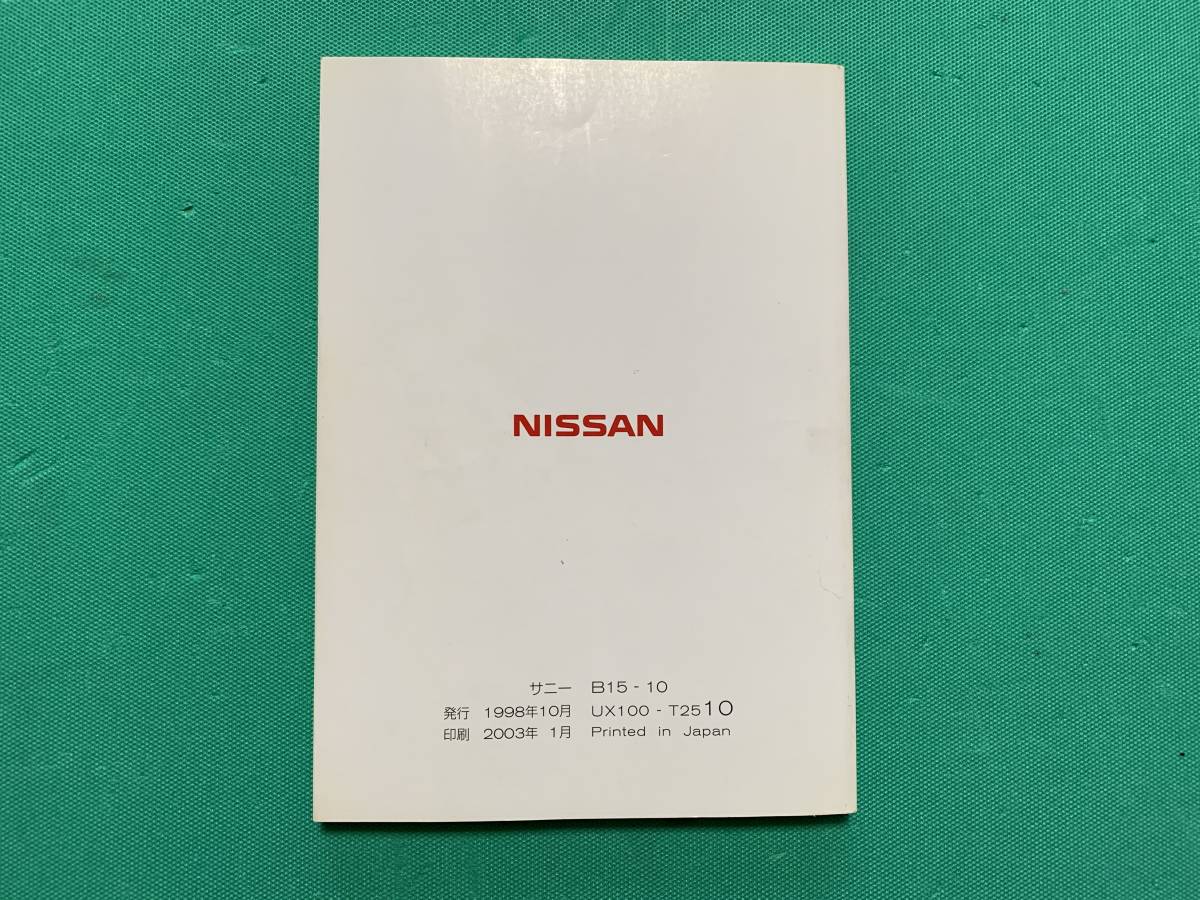 NISSAN
サニー B15 - 10
発行 1998年10月 UX100 - T2510
印刷 2003年 1月 Printed in Japan